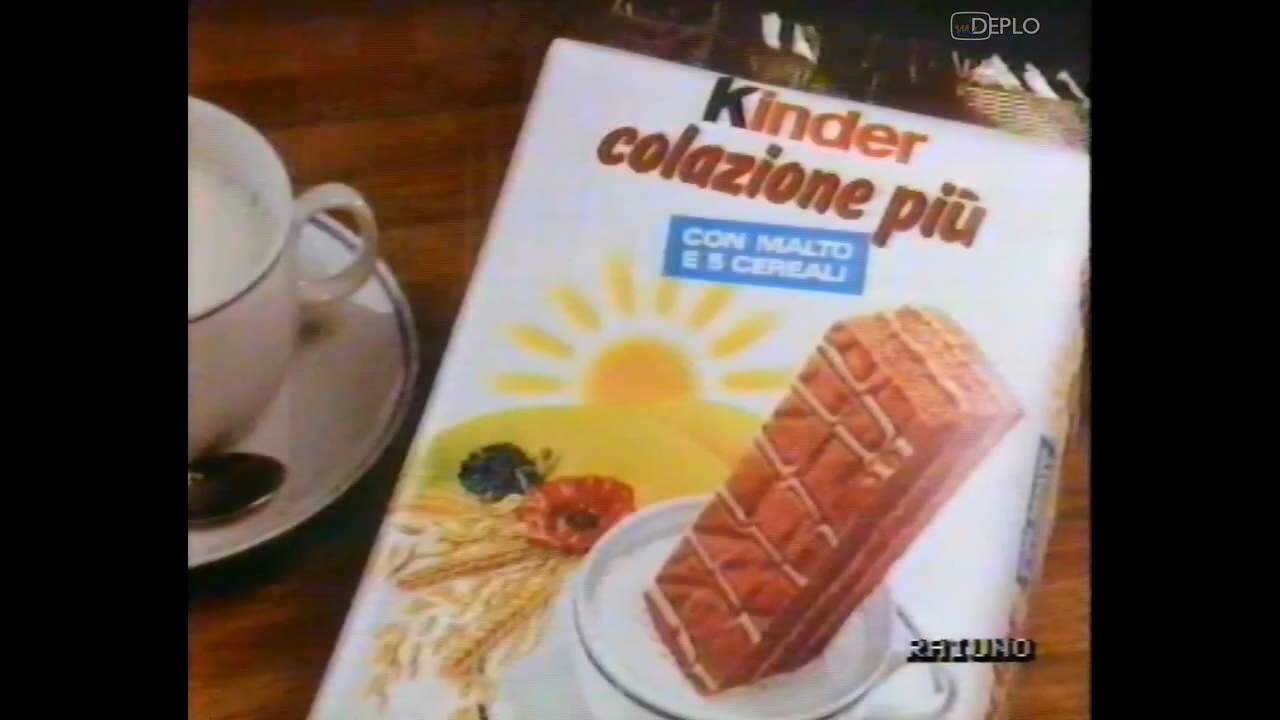 DEPLO
Kinder
colazione più
CON MALTO
E 5 CEREALI
RAIUNO